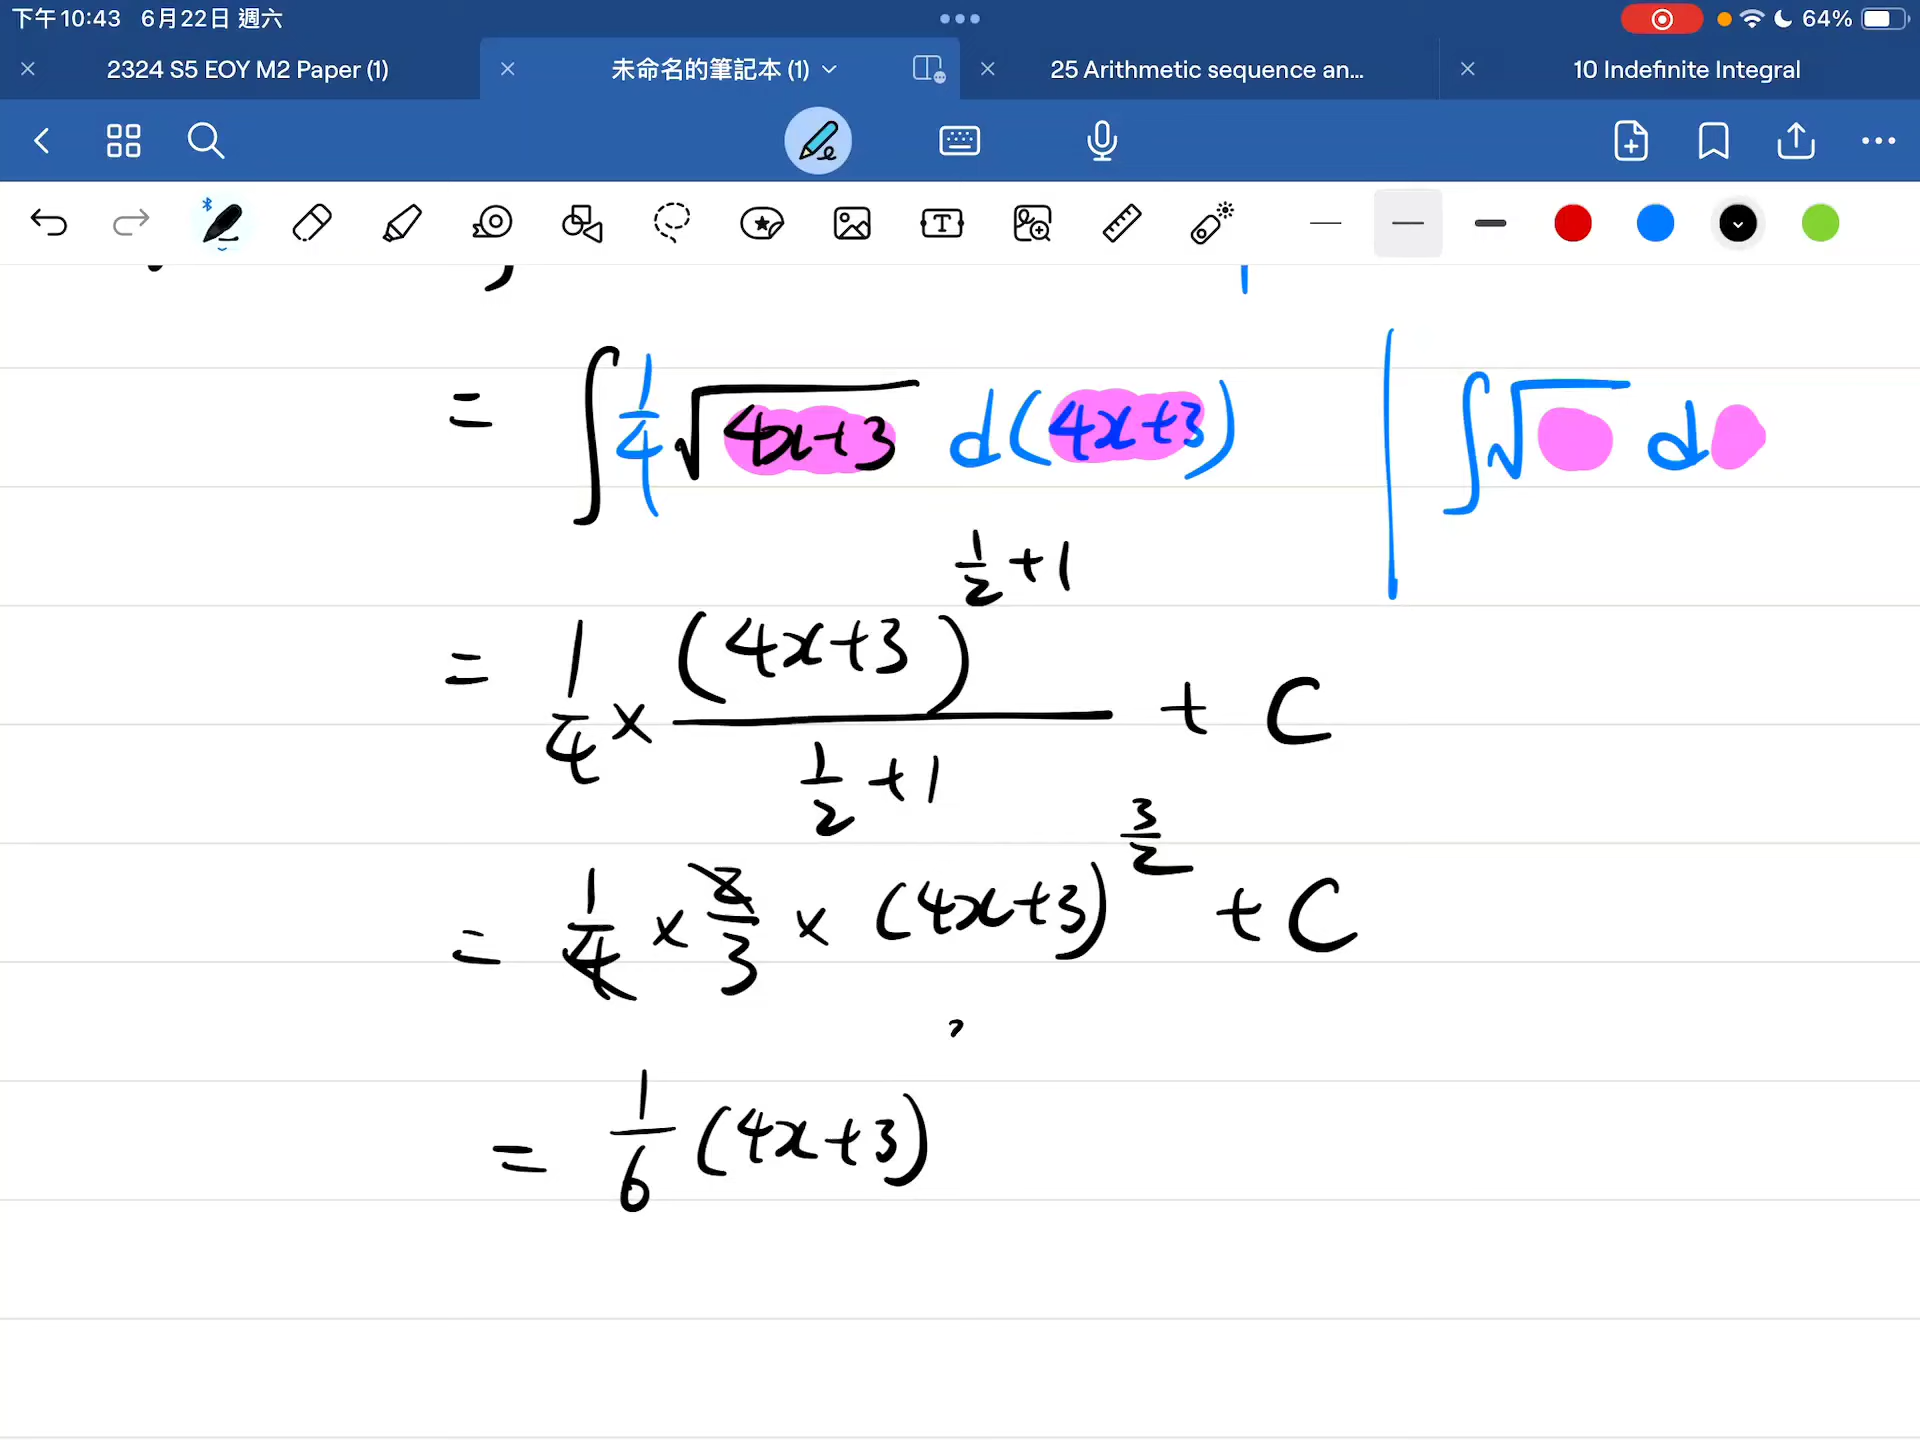 下午10:43 6月22日 週六 64%
2324 S5 EOY M2 Paper (1) 未命名的筆記本 (1) 25 Arithmetic sequence an... 10 Indefinite Integral
= ∫ 1/4 √(4x+3) d(4x+3) | ∫ √ d
= 1/4 × (4x+3)^(1/2 +1) / (1/2 +1) + C
= 1/4 × 2/3 × (4x+3)^(3/2) + C
= 1/6 (4x+3)